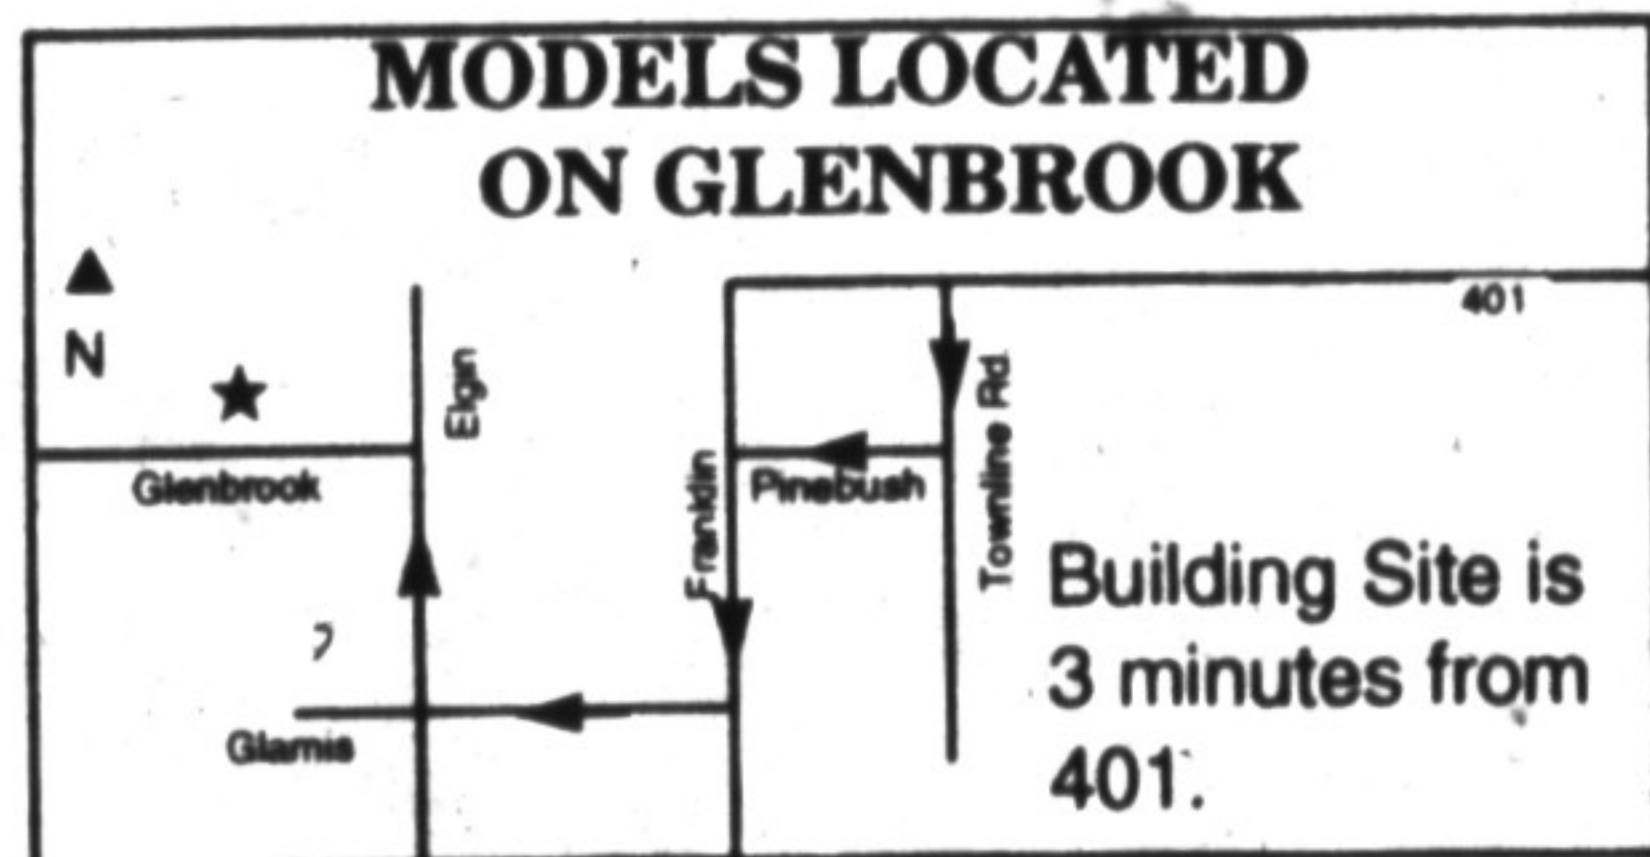 MODELS LOCATED
ON GLENBROOK
N
401
Elgin
Glenbrook
Franklin
Pinebush
Townline Rd
Glamis
Building Site is
3 minutes from
401.